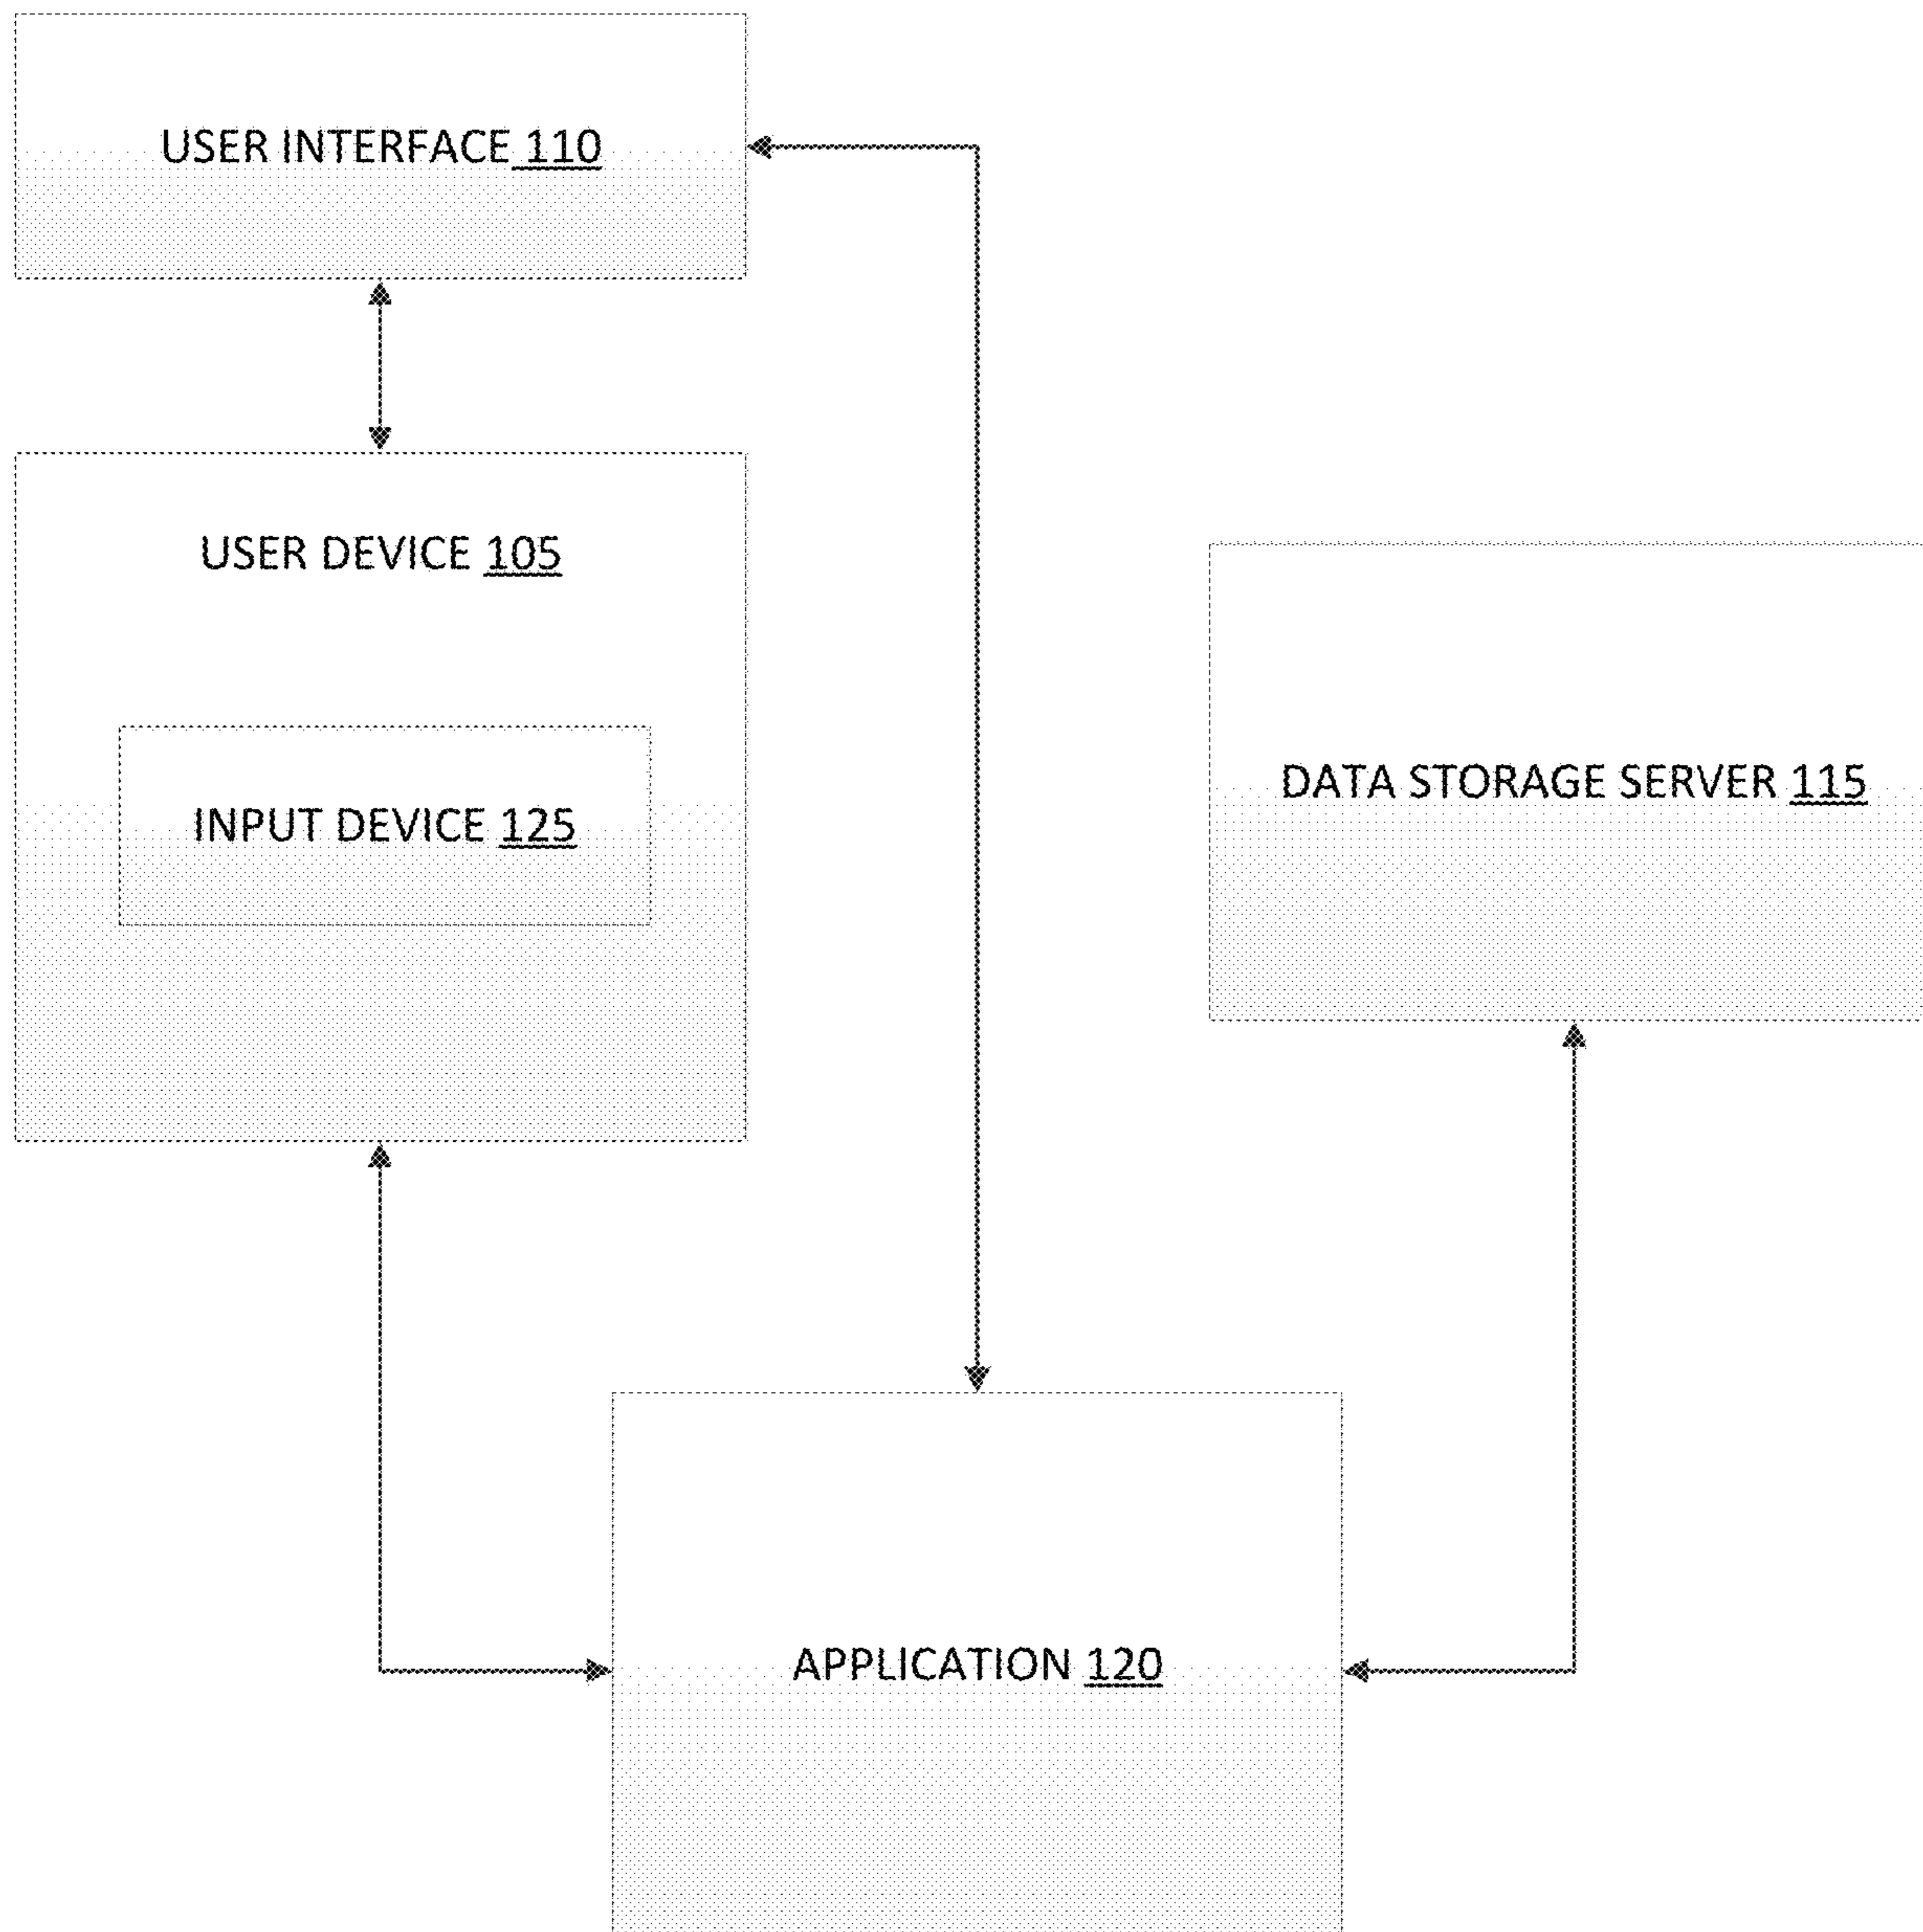 USER INTERFACE 110
USER DEVICE 105
INPUT DEVICE 125
DATA STORAGE SERVER 115
APPLICATION 120